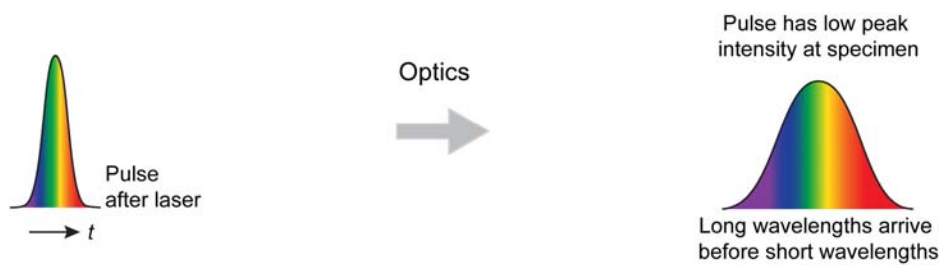 Pulse has low peak
intensity at specimen
Optics
Pulse
after laser
t
Long wavelengths arrive
before short wavelengths